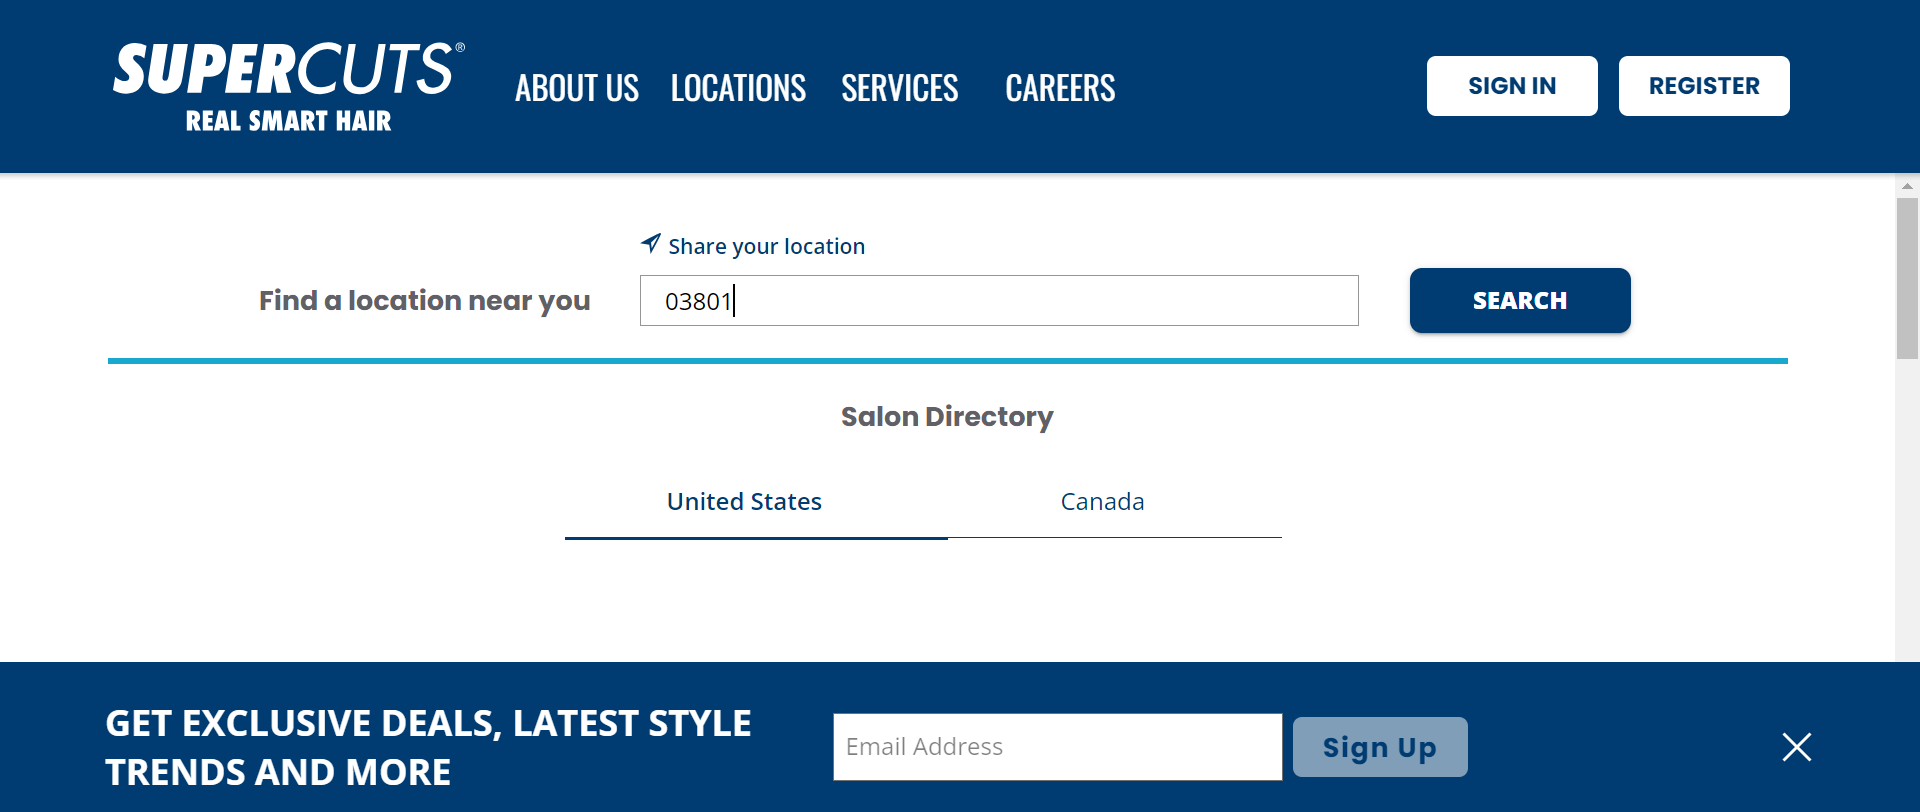 SUPERCUTS®
REAL SMART HAIR
ABOUT US LOCATIONS SERVICES CAREERS
SIGN IN REGISTER
Share your location
Find a location near you 03801 SEARCH
Salon Directory
United States Canada
GET EXCLUSIVE DEALS, LATEST STYLE
TRENDS AND MORE
Email Address Sign Up